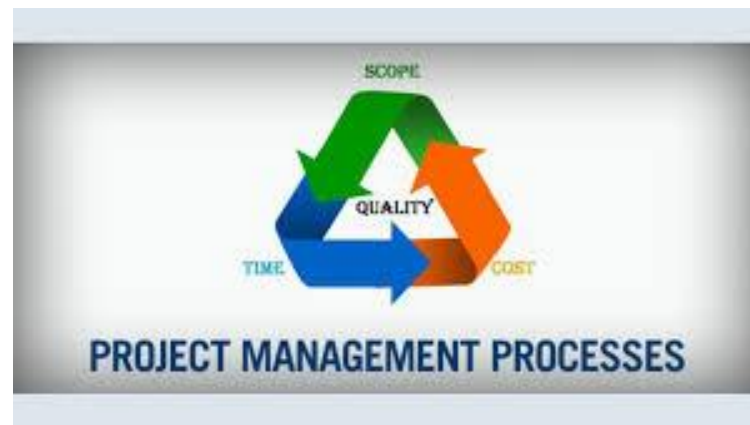 SCOPE
QUALITY
TIME
COST
PROJECT MANAGEMENT PROCESSES